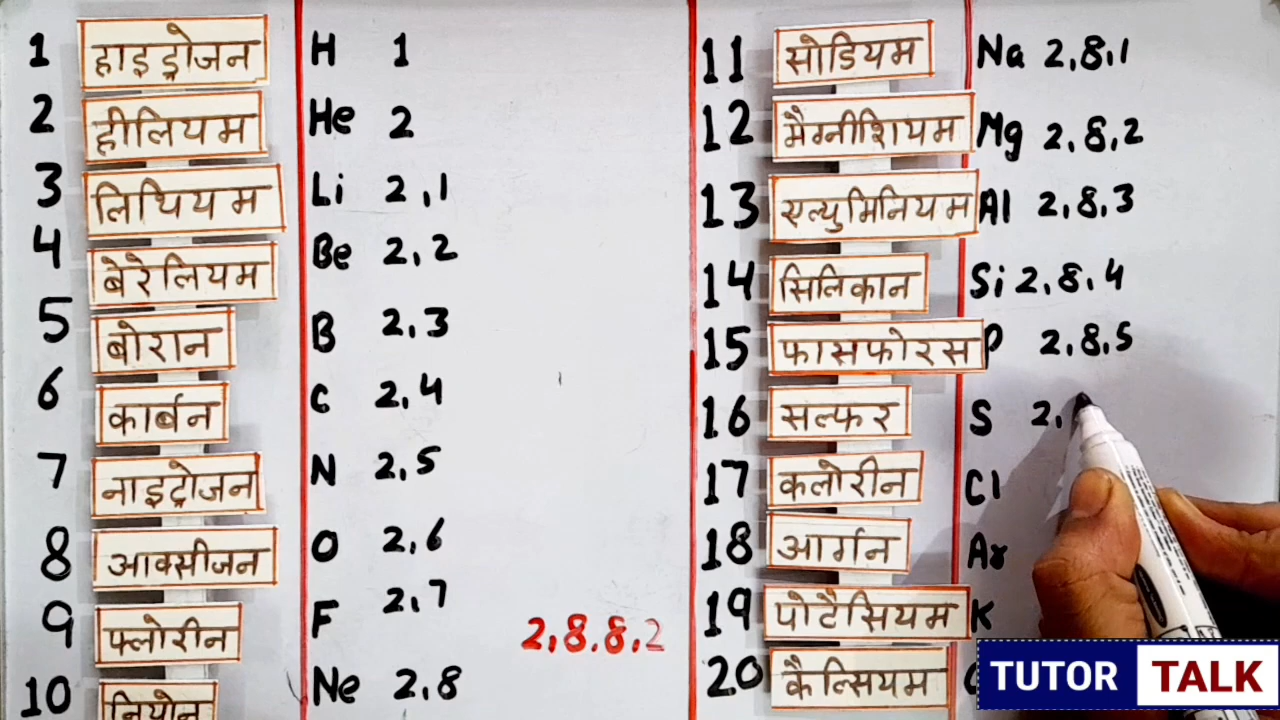 1 हाइड्रोजन H 1
2 हीलियम He 2
3 लिथियम Li 2,1
4 बेरेलियम Be 2,2
5 बोरान B 2,3
6 कार्बन C 2,4
7 नाइट्रोजन N 2,5
8 आक्सीजन O 2,6
9 फ्लोरीन F 2,7
10 नियोन Ne 2,8
2,8.8.2
11 सोडियम Na 2,8,1
12 मैग्नीशियम Mg 2,8,2
13 एल्युमिनियम Al 2,8,3
14 सिलिकान Si 2,8,4
15 फासफोरस P 2,8,5
16 सल्फर S 2,
17 कलोरीन Cl
18 आर्गन Ar
19 पोटैसियम K
20 कैल्सियम
TUTOR TALK